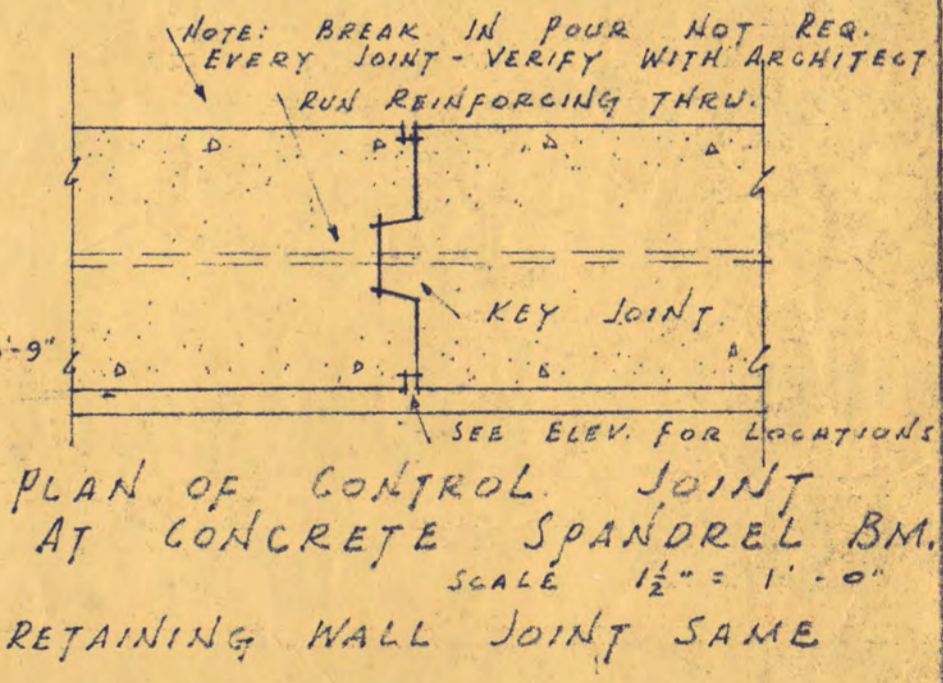 NOTE: BREAK IN POUR NOT REQ.
EVERY JOINT - VERIFY WITH ARCHITECT
RUN REINFORCING THRU.
KEY JOINT.
-9"
SEE ELEV. FOR LOCATIONS
PLAN OF CONTROL JOINT
AT CONCRETE SPANDREL BM.
SCALE 1½" = 1'-0"
RETAINING WALL JOINT SAME